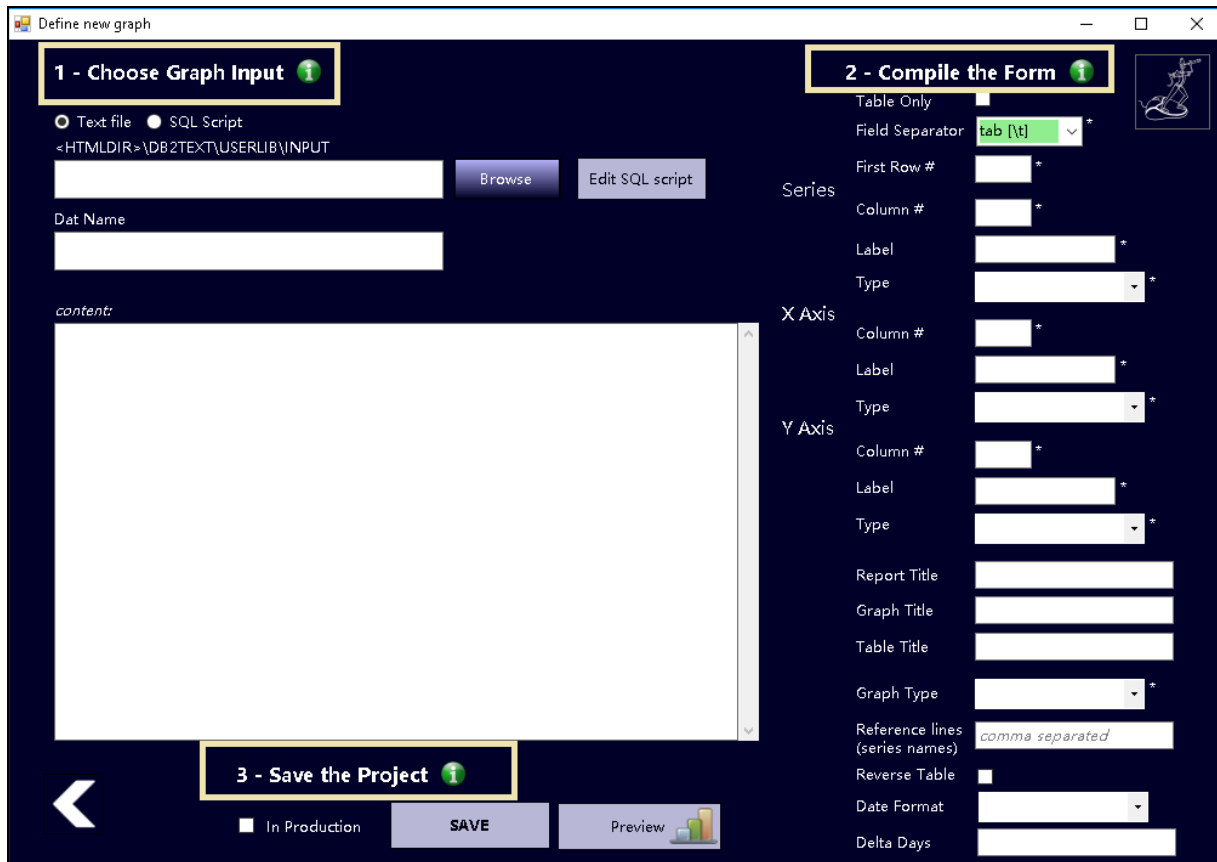 Define new graph
1 - Choose Graph Input
Text file SQL Script
<HTMLDIR>\DB2TEXT\USERLIB\INPUT
Browse Edit SQL script
Dat Name
content:
3 - Save the Project
In Production SAVE Preview
2 - Compile the Form
Table Only
Field Separator tab [\t] *
First Row # *
Series
Column # *
Label *
Type *
X Axis
Column # *
Label *
Type *
Y Axis
Column # *
Label *
Type *
Report Title
Graph Title
Table Title
Graph Type *
Reference lines
(series names) comma separated
Reverse Table
Date Format
Delta Days